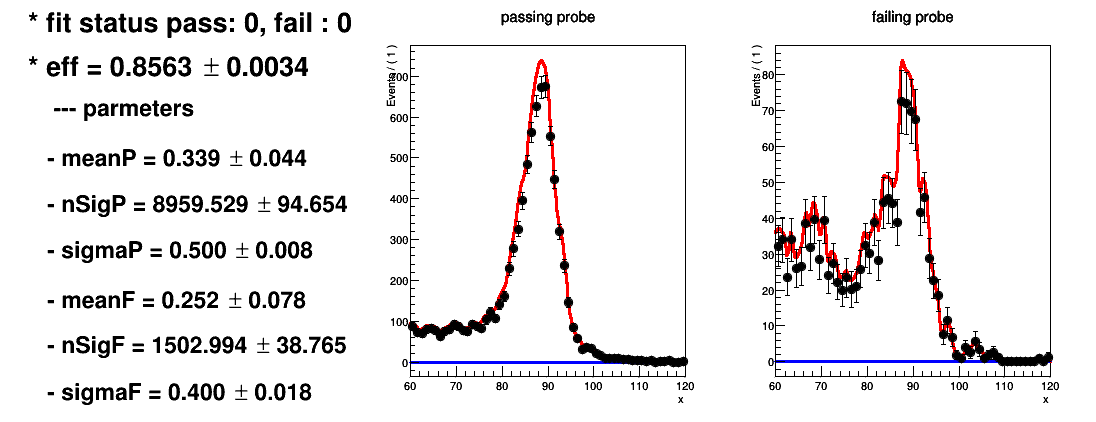 * fit status pass: 0, fail : 0
* eff = 0.8563 ± 0.0034
--- parmeters
- meanP = 0.339 ± 0.044
- nSigP = 8959.529 ± 94.654
- sigmaP = 0.500 ± 0.008
- meanF = 0.252 ± 0.078
- nSigF = 1502.994 ± 38.765
- sigmaF = 0.400 ± 0.018
passing probe
Events / ( 1 )
700
600
500
400
300
200
100
0
60 70 80 90 100 110 120
x
failing probe
Events / ( 1 )
80
70
60
50
40
30
20
10
0
60 70 80 90 100 110 120
x